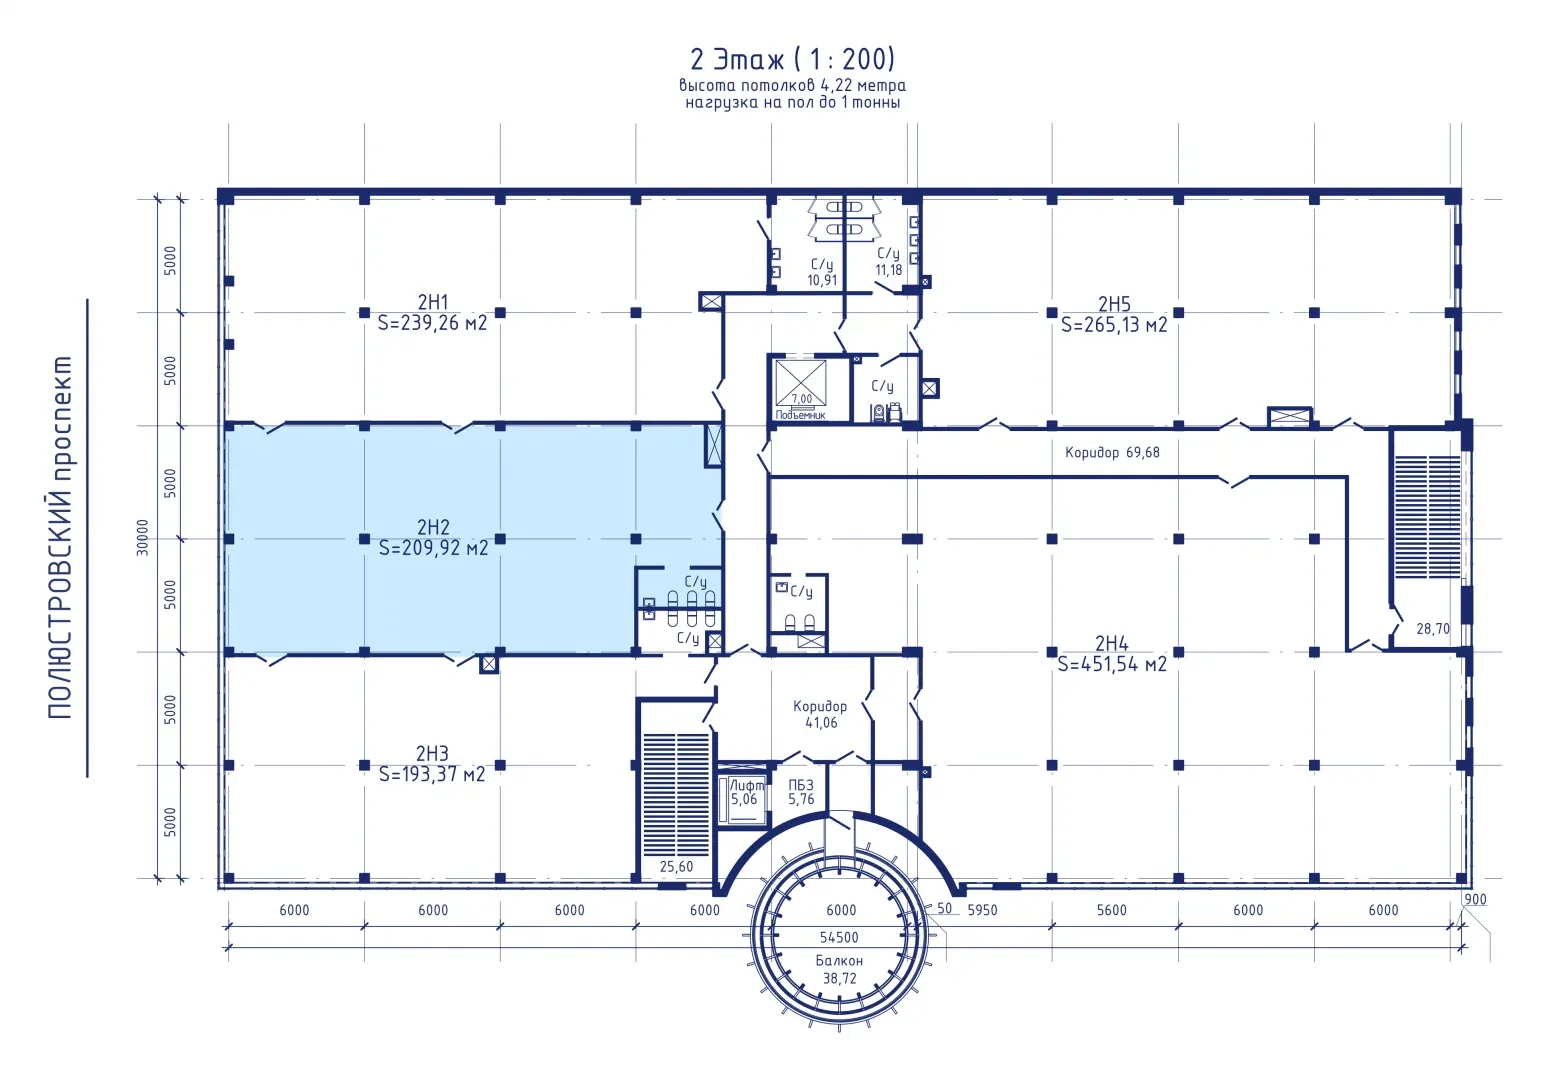 2 Этаж ( 1 : 200)
высота потолков 4,22 метра
нагрузка на пол до 1 тонны
ПОЛЮСТРОВСКИЙ проспект
30000
5000
5000
5000
5000
5000
5000
2Н1
S=239,26 м2
С/у
10,91
С/у
11,18
2Н5
S=265,13 м2
7,00
Подъемник
С/у
Коридор 69,68
2Н2
S=209,92 м2
С/у
С/у
С/у
2Н4
S=451,54 м2
28,70
Коридор
41,06
2Н3
S=193,37 м2
25,60
Лифт
5,06
ПБЗ
5,76
6000
6000
6000
6000
6000
50
5950
5600
6000
6000
900
54500
Балкон
38,72